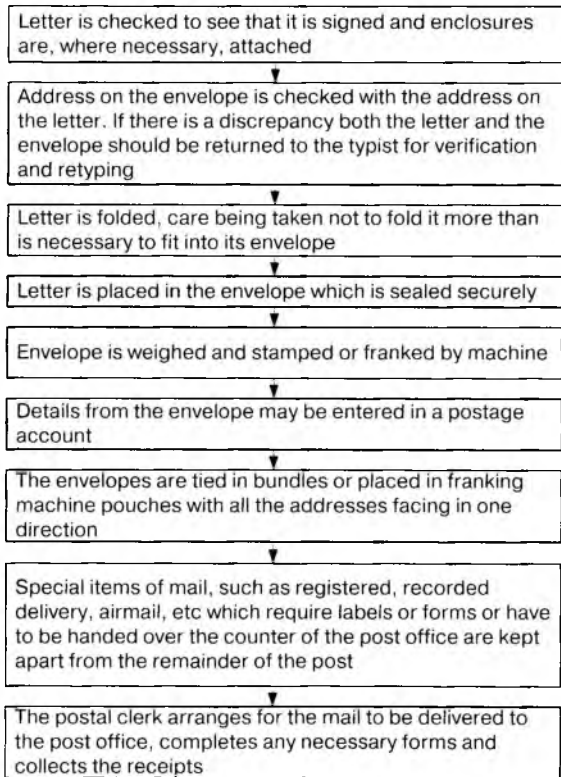 Letter is checked to see that it is signed and enclosures
are, where necessary, attached
Address on the envelope is checked with the address on
the letter. If there is a discrepancy both the letter and the
envelope should be returned to the typist for verification
and retyping
Letter is folded, care being taken not to fold it more than
is necessary to fit into its envelope
Letter is placed in the envelope which is sealed securely
Envelope is weighed and stamped or franked by machine
Details from the envelope may be entered in a postage
account
The envelopes are tied in bundles or placed in franking
machine pouches with all the addresses facing in one
direction
Special items of mail, such as registered, recorded
delivery, airmail, etc which require labels or forms or have
to be handed over the counter of the post office are kept
apart from the remainder of the post
The postal clerk arranges for the mail to be delivered to
the post office, completes any necessary forms and
collects the receipts